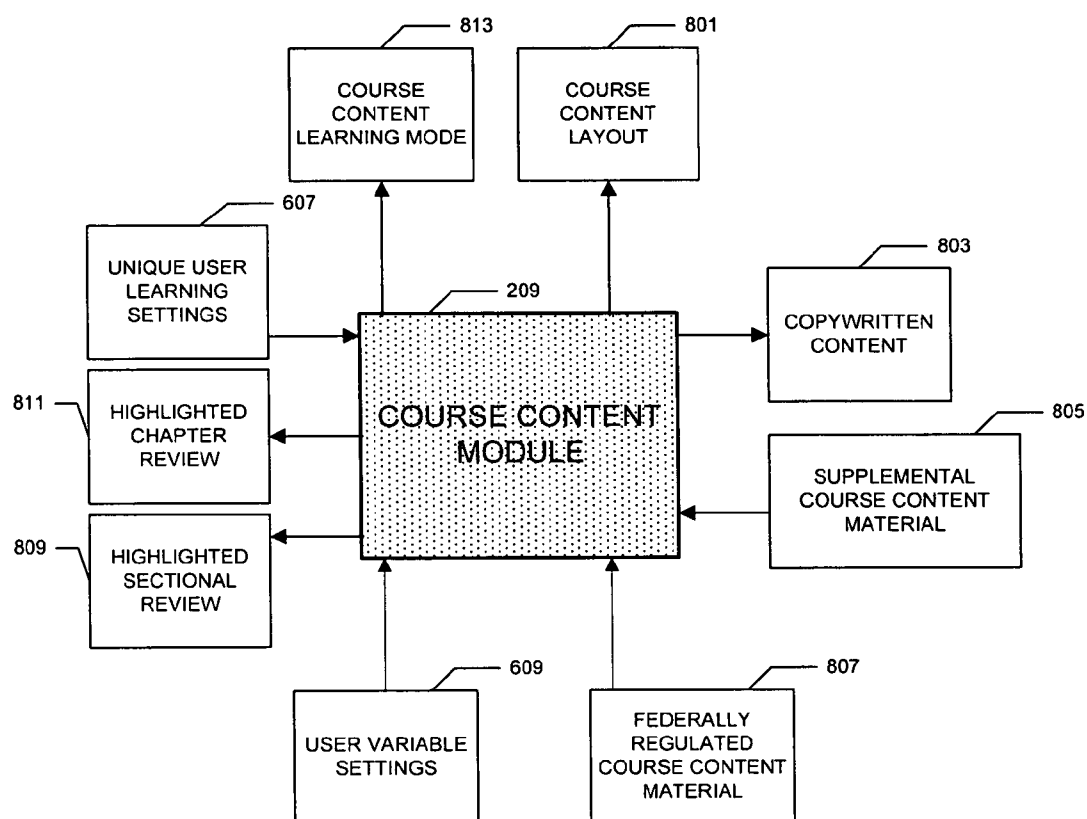 813
801
COURSE
CONTENT
LEARNING MODE
COURSE
CONTENT
LAYOUT
607
UNIQUE USER
LEARNING
SETTINGS
803
COPYWRITTEN
CONTENT
209
COURSE CONTENT
MODULE
811
HIGHLIGHTED
CHAPTER
REVIEW
805
SUPPLEMENTAL
COURSE CONTENT
MATERIAL
809
HIGHLIGHTED
SECTIONAL
REVIEW
609
USER VARIABLE
SETTINGS
807
FEDERALLY
REGULATED
COURSE CONTENT
MATERIAL